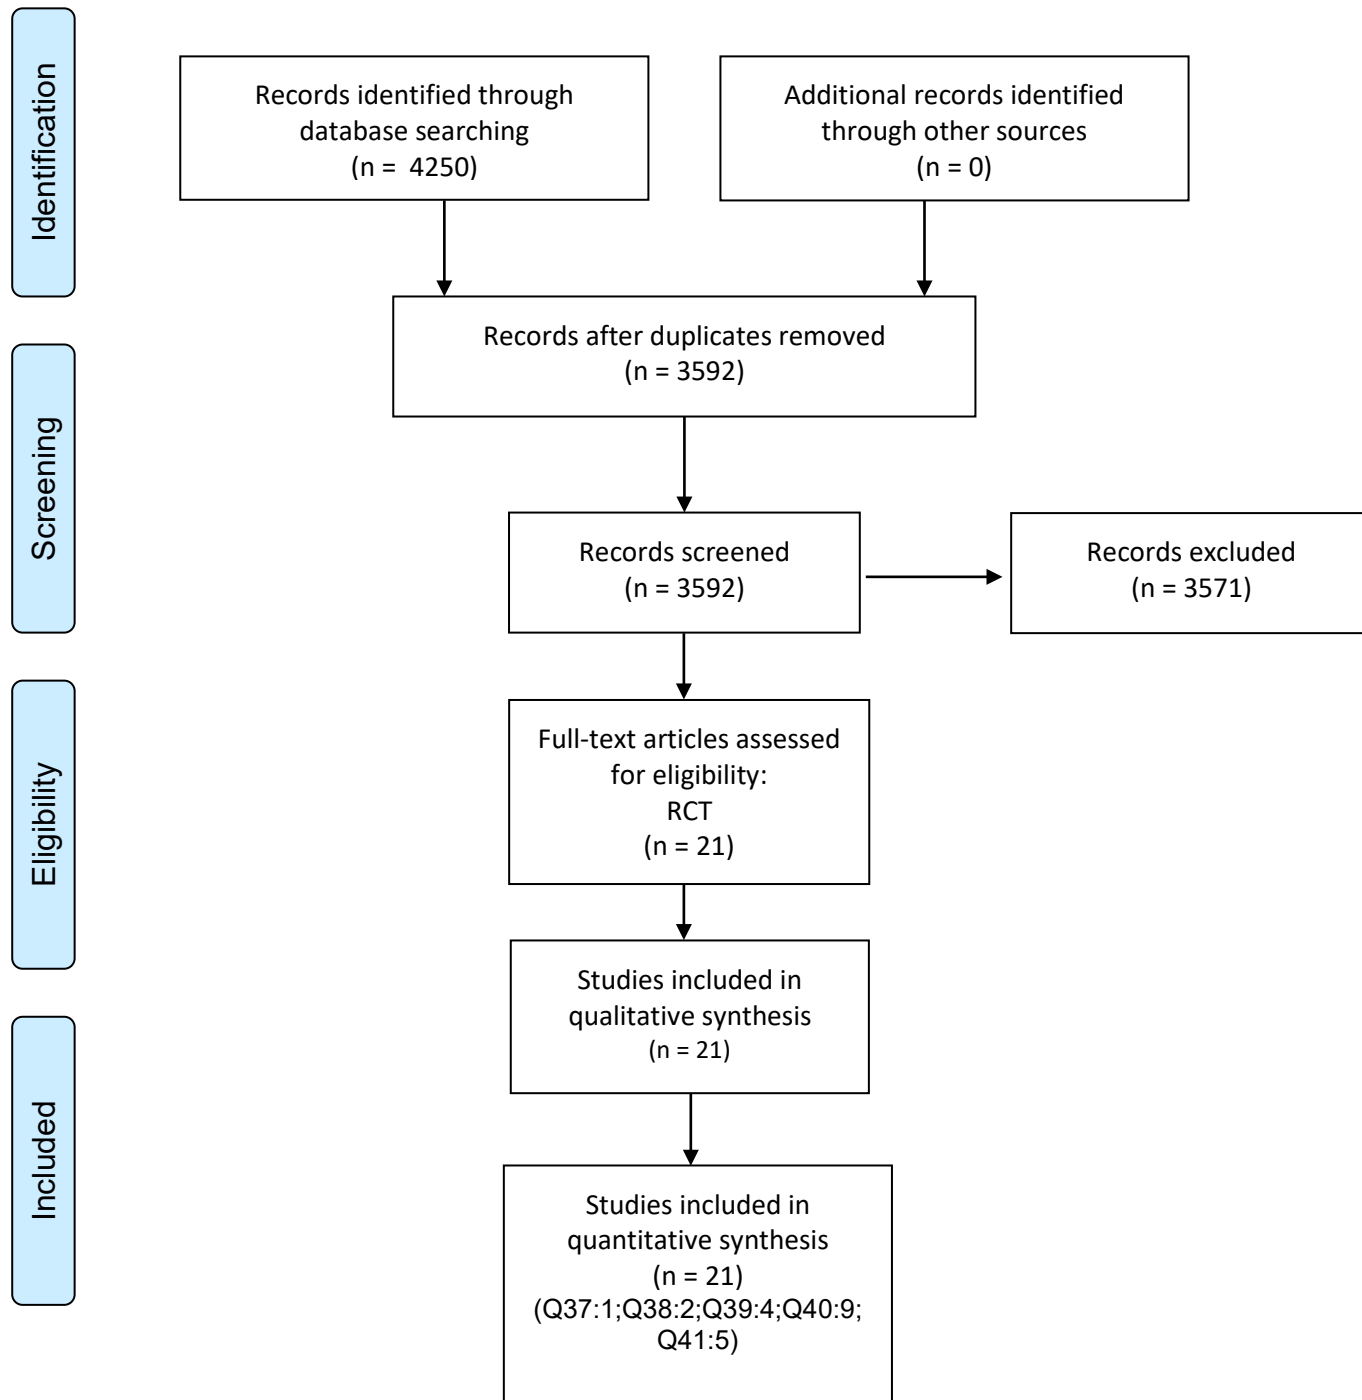 Identification
Records identified through
database searching
(n =  4250)
Additional records identified
through other sources
(n = 0)
Records after duplicates removed
(n = 3592)
Screening
Records screened
(n = 3592)
Records excluded
(n = 3571)
Eligibility
Full-text articles assessed
for eligibility:
RCT
(n = 21)
Studies included in
qualitative synthesis
(n = 21)
Included
Studies included in
quantitative synthesis
(n = 21)
(Q37:1;Q38:2;Q39:4;Q40:9;
Q41:5)